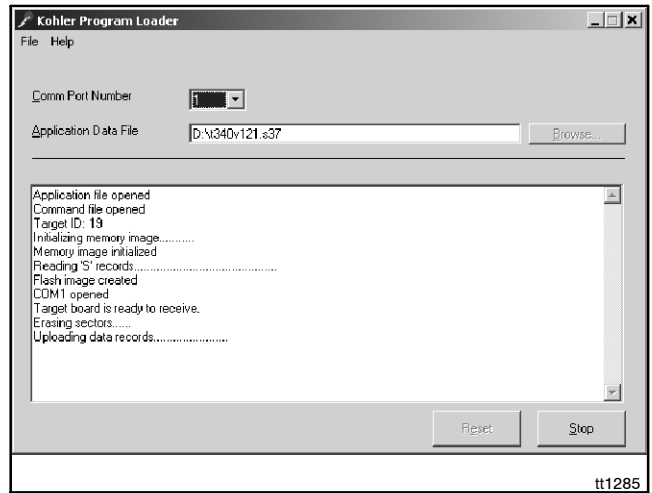 Kohler Program Loader
File Help
Comm Port Number 1
Application Data File D:\t340v121.s37 Browse...
Application file opened
Command file opened
Target ID: 19
Initializing memory image...........
Memory image initialized
Reading 'S' records............................................
Flash image created
COM1 opened
Target board is ready to receive.
Erasing sectors......
Uploading data records.......................
Reset Stop
tt1285